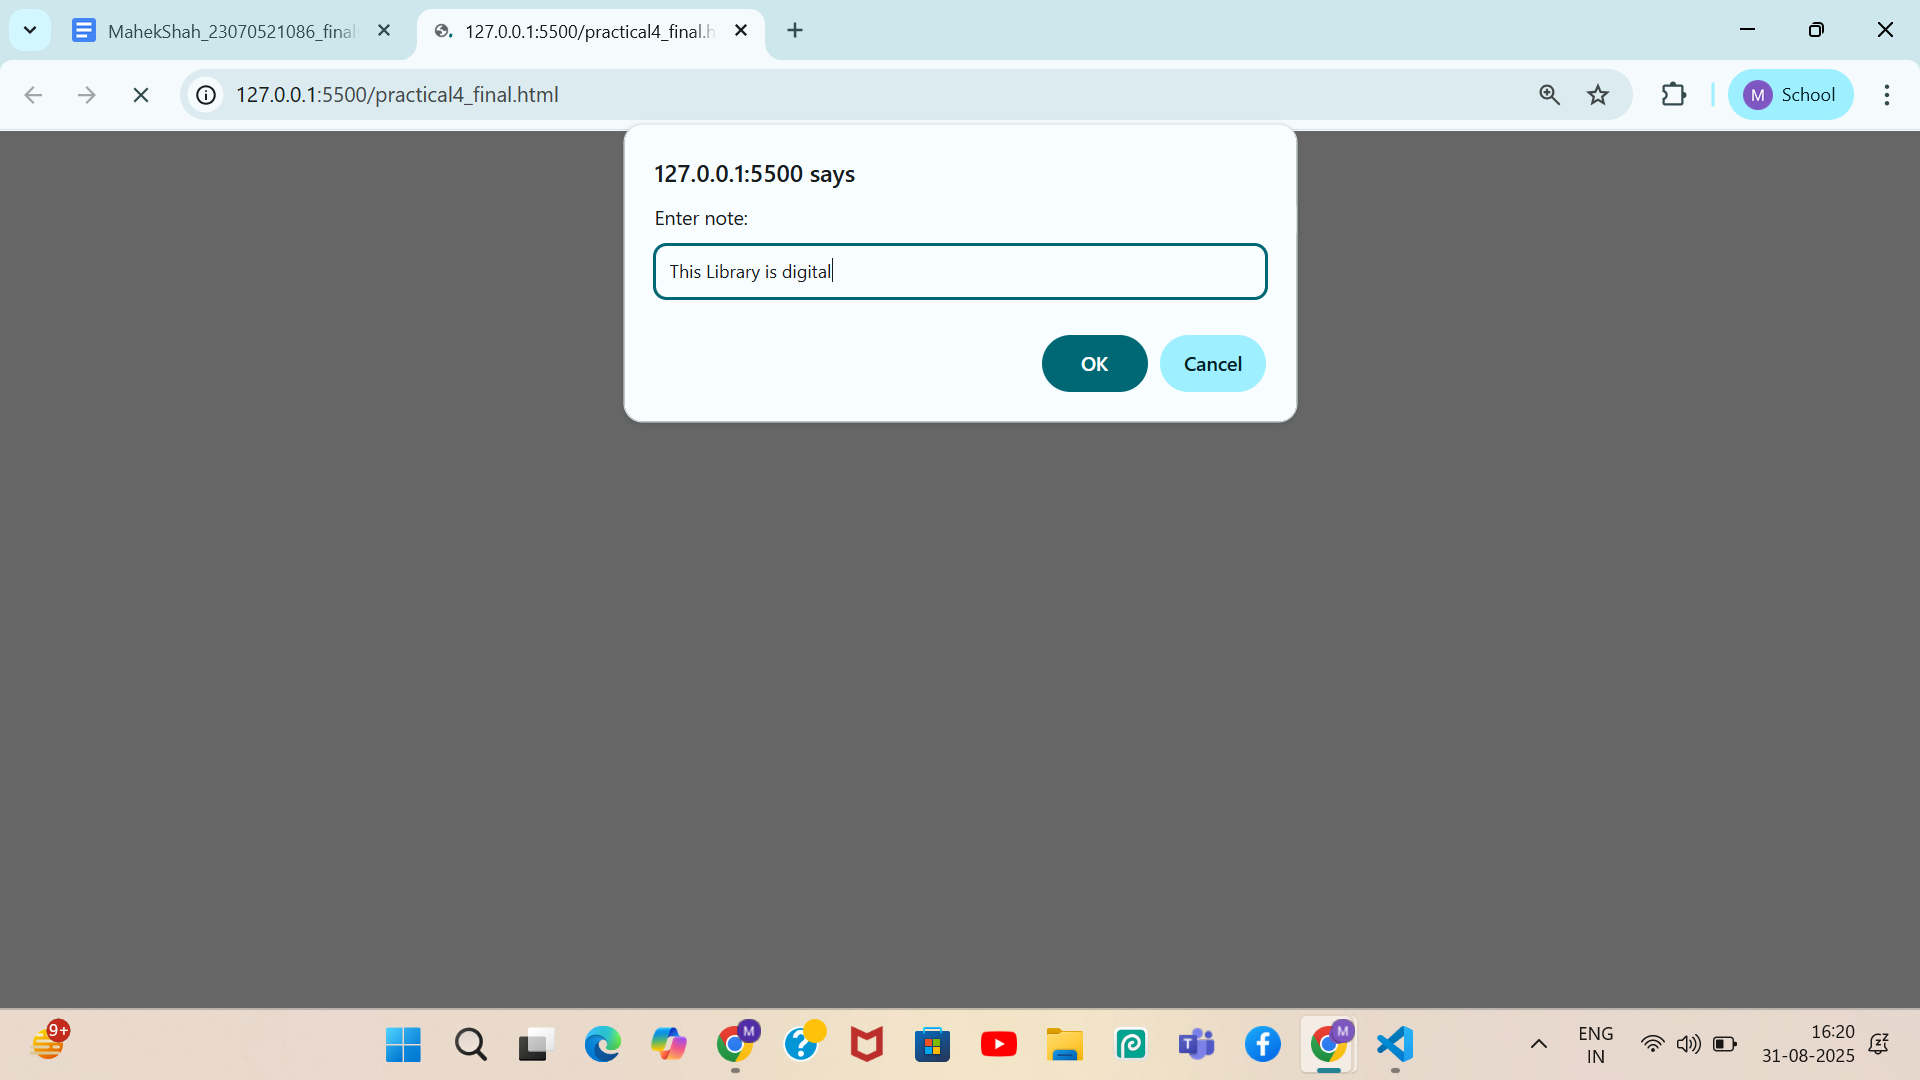 MahekShah_23070521086_final
127.0.0.1:5500/practical4_final.h
127.0.0.1:5500/practical4_final.html
M
School
127.0.0.1:5500 says
Enter note:
This Library is digital
OK
Cancel
9+
M
M
ENG
IN
16:20
31-08-2025